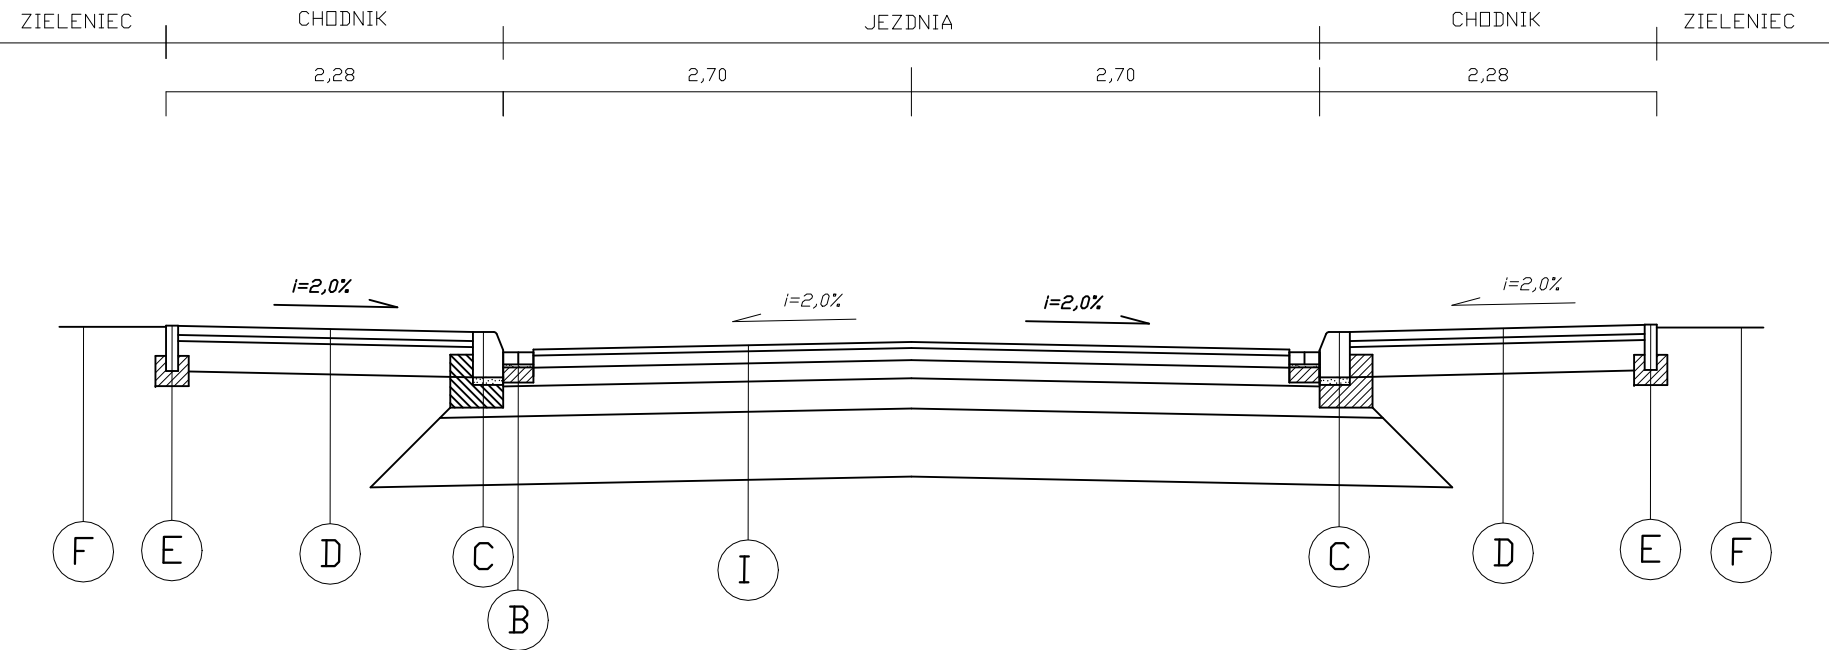 ZIELENIEC CHODNIK JEZDNIA CHODNIK ZIELENIEC
2,28 2,70 2,70 2,28
i=2,0% i=2,0% i=2,0% i=2,0%
F E D C I C D E F
B